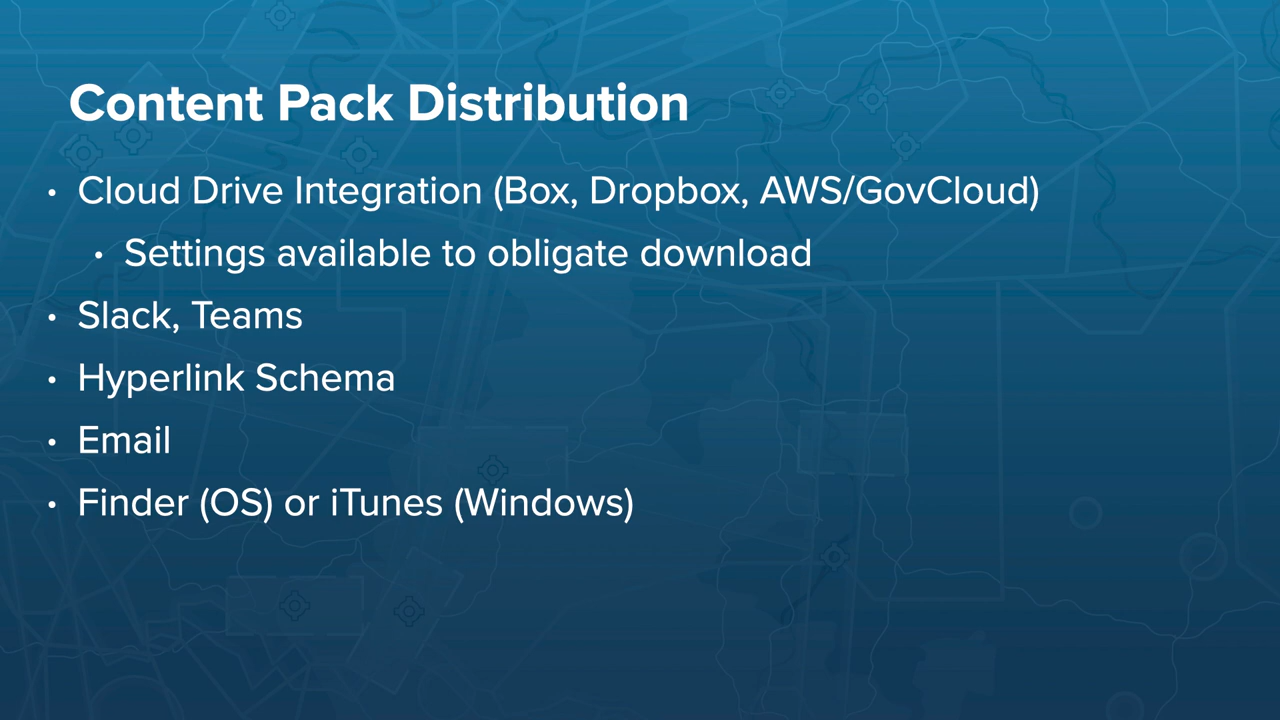 Content Pack Distribution
• Cloud Drive Integration (Box, Dropbox, AWS/GovCloud)
• Settings available to obligate download
• Slack, Teams
• Hyperlink Schema
• Email
• Finder (OS) or iTunes (Windows)